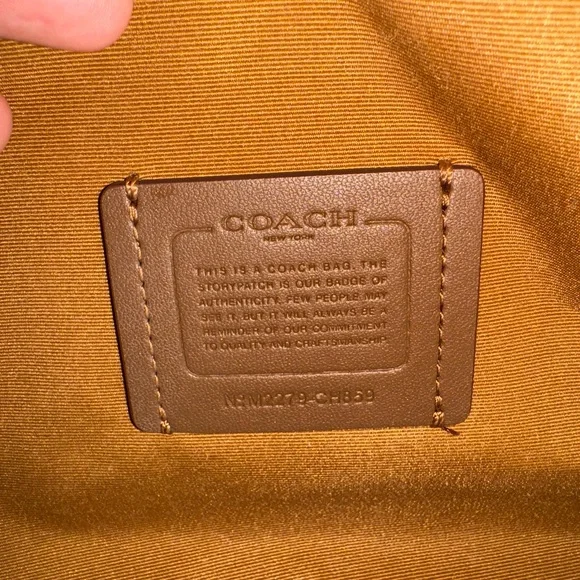 COACH
NEW YORK
THIS IS A COACH BAG. THE
STORYPATCH IS OUR BADGE OF
AUTHENTICITY. FEW PEOPLE MAY
SEE IT, BUT IT WILL ALWAYS BE A
REMINDER OF OUR COMMITMENT
TO QUALITY AND CRAFTSMANSHIP.
Nº M2279-CH859